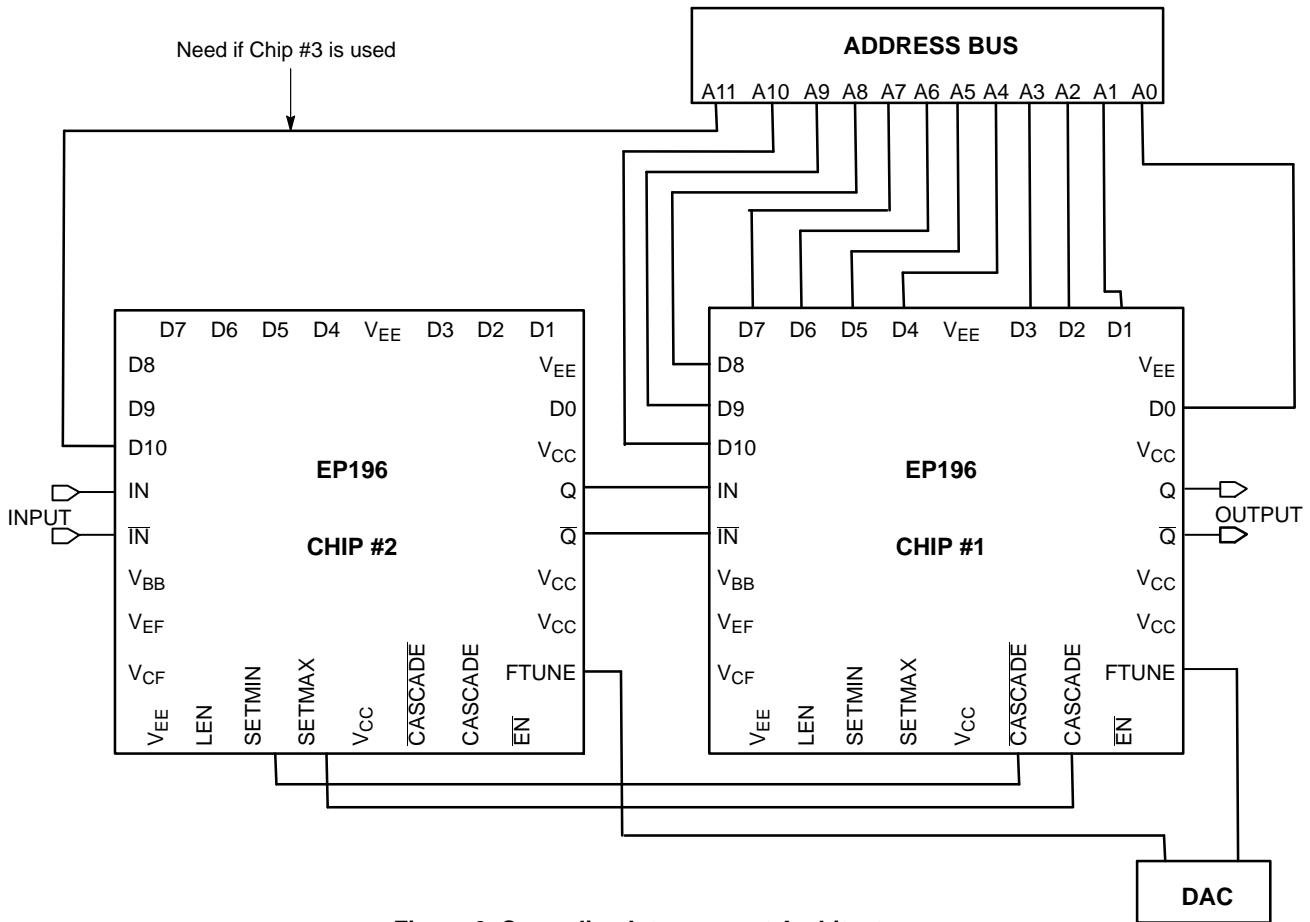 Need if Chip #3 is used
ADDRESS BUS
A11 A10 A9 A8 A7 A6 A5 A4 A3 A2 A1 A0
D7 D6 D5 D4 VEE D3 D2 D1
D8
VEE
D9
D0
D10
VCC
EP196
IN
Q
INPUT
IN
Q
CHIP #2
VBB
VCC
VEF
VCC
VCF
FTUNE
VEE
LEN
SETMIN
SETMAX
VCC
CASCADE
CASCADE
EN
D7 D6 D5 D4 VEE D3 D2 D1
D8
VEE
D9
D0
D10
VCC
EP196
IN
Q
OUTPUT
IN
Q
CHIP #1
VBB
VCC
VEF
VCC
VCF
FTUNE
VEE
LEN
SETMIN
SETMAX
VCC
CASCADE
CASCADE
EN
DAC